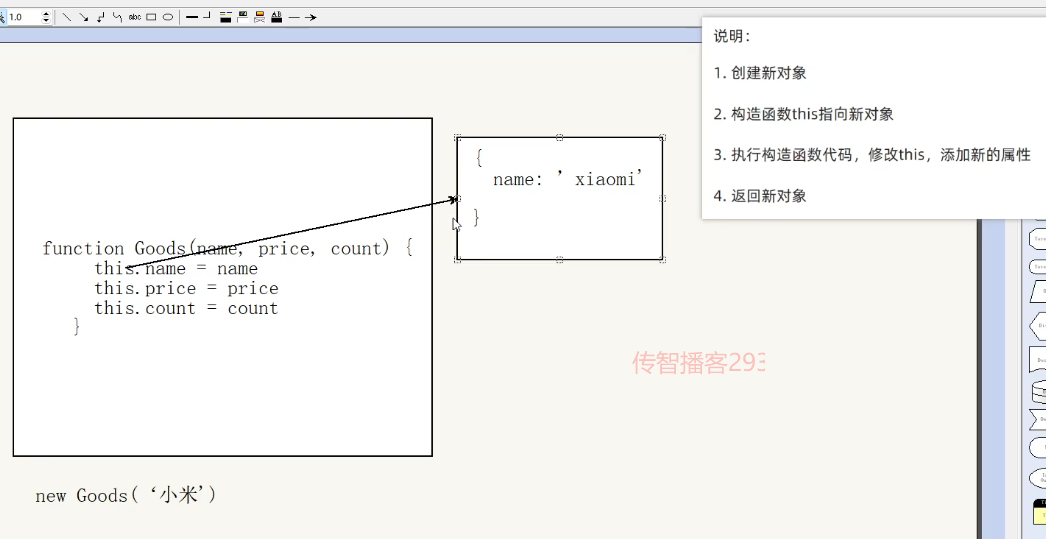 1.0
abc
说明：
1. 创建新对象
2. 构造函数this指向新对象
3. 执行构造函数代码，修改this，添加新的属性
4. 返回新对象
{
name: ’ xiaomi'
}
function Goods(name, price, count) {
this.name = name
this.price = price
this.count = count
}
传智播客293
new Goods( ‘小米')